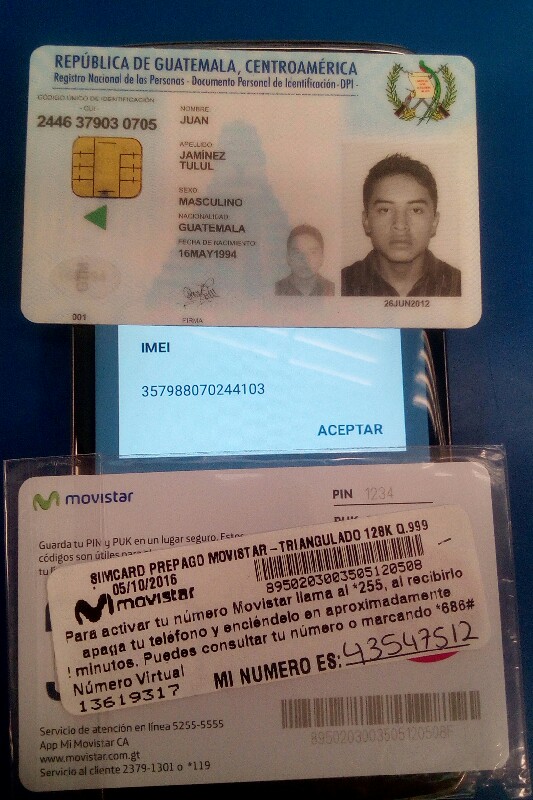 REPÚBLICA DE GUATEMALA, CENTROAMÉRICA
Registro Nacional de las Personas - Documento Personal de Identificación-DPI -
CÓDIGO ÚNICO DE IDENTIFICACIÓN
- CUI -
2446 37903 0705
NOMBRE
JUAN
APELLIDO
JAMÍNEZ
TULUL
SEXO
MASCULINO
NACIONALIDAD
GUATEMALA
FECHA DE NACIMIENTO
16MAY1994
26JUN2012
001
FIRMA
IMEI
357988070244103
ACEPTAR
movistar
PIN 1234
Guarda tu PIN y PUK en un lugar seguro. Estos
códigos son útiles para
SIMCARD PREPAGO MOVISTAR-TRIANGULADO 128K Q.999
05/10/2016
8950203003505120508
movistar
Para activar tu número Movistar llama al *255, al recibirlo
apaga tu teléfono y enciéndelo en aproximadamente
! minutos. Puedes consultar tu número o marcando *686#
Número Virtual
13619317
MI NUMERO ES: 43547512
8950203003505120508F
Servicio de atención en línea 5255-5555
App Mi Movistar CA
www.movistar.com.gt
Servicio al cliente 2379-1301 o *119